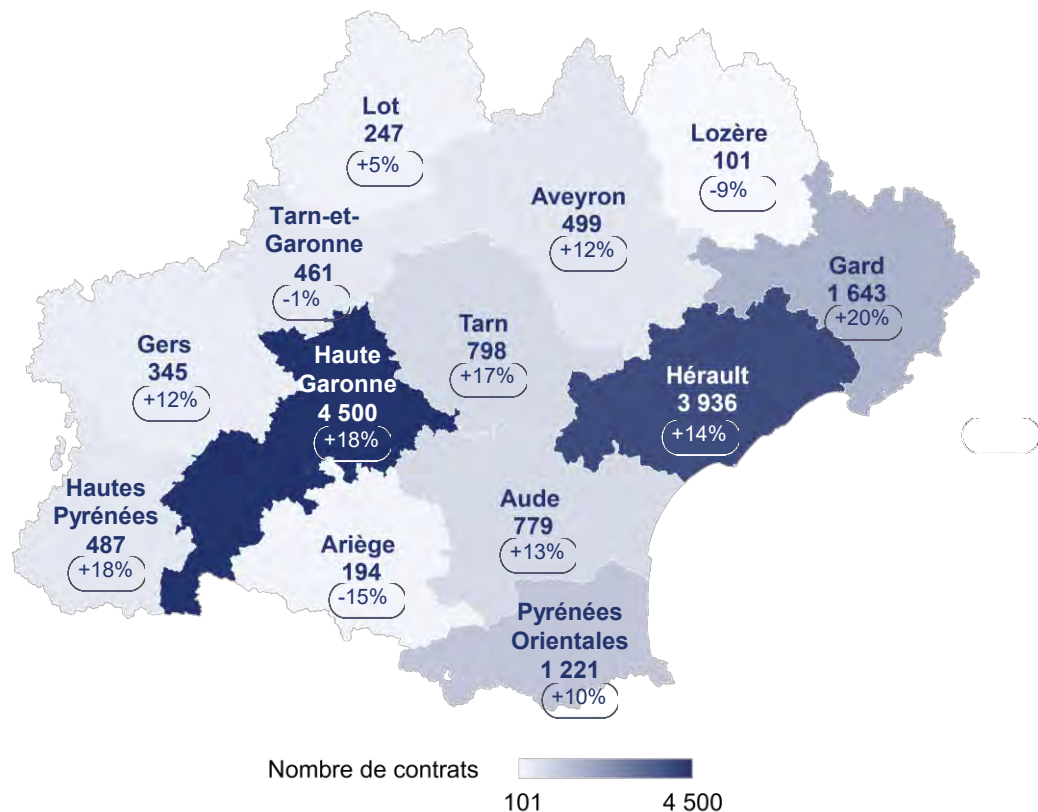 Lot
247
+5%
Lozère
101
-9%
Aveyron
499
+12%
Tarn-et-
Garonne
461
-1%
Gard
1 643
+20%
Tarn
798
+17%
Gers
345
+12%
Haute
Garonne
4 500
+18%
Hérault
3 936
+14%
Hautes
Pyrénées
487
+18%
Aude
779
+13%
Ariège
194
-15%
Pyrénées
Orientales
1 221
+10%
Nombre de contrats
101 4 500